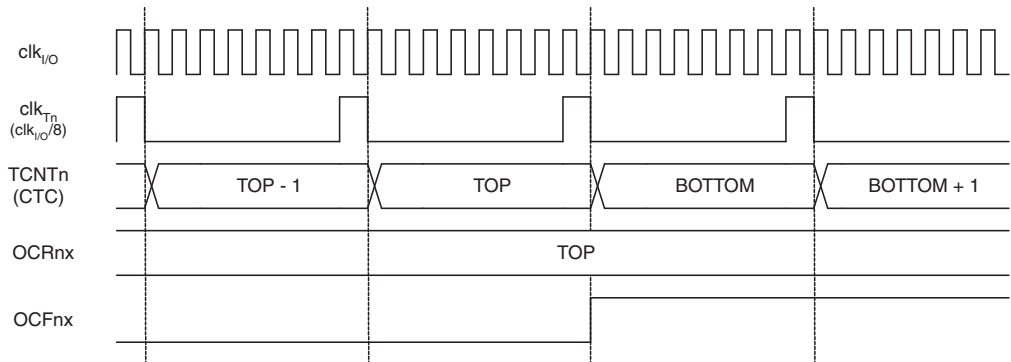 clkI/O
clkTn
(clkI/O/8)
TCNTn
(CTC)
TOP - 1
TOP
BOTTOM
BOTTOM + 1
OCRnx
TOP
OCFnx